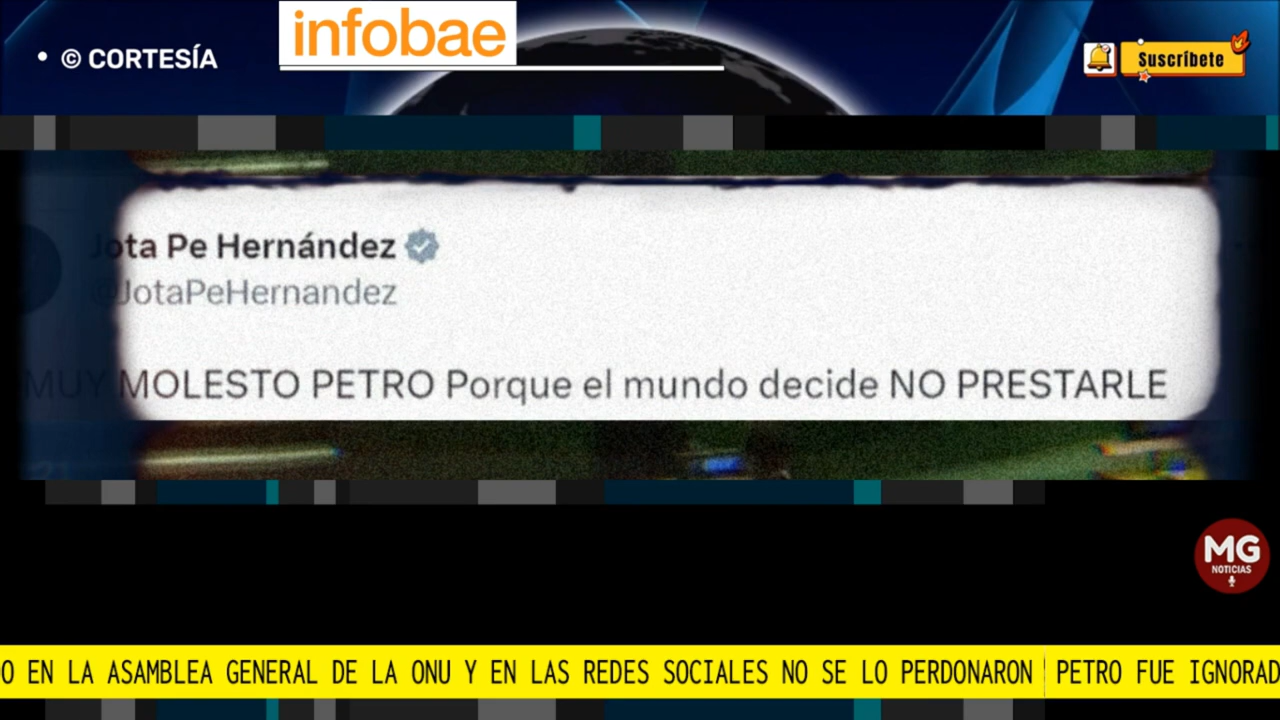 • © CORTESÍA
infobae
Suscríbete
Jota Pe Hernández
@JotaPeHernandez
MUY MOLESTO PETRO Porque el mundo decide NO PRESTARLE
MG
NOTICIAS
O EN LA ASAMBLEA GENERAL DE LA ONU Y EN LAS REDES SOCIALES NO SE LO PERDONARON | PETRO FUE IGNORAD